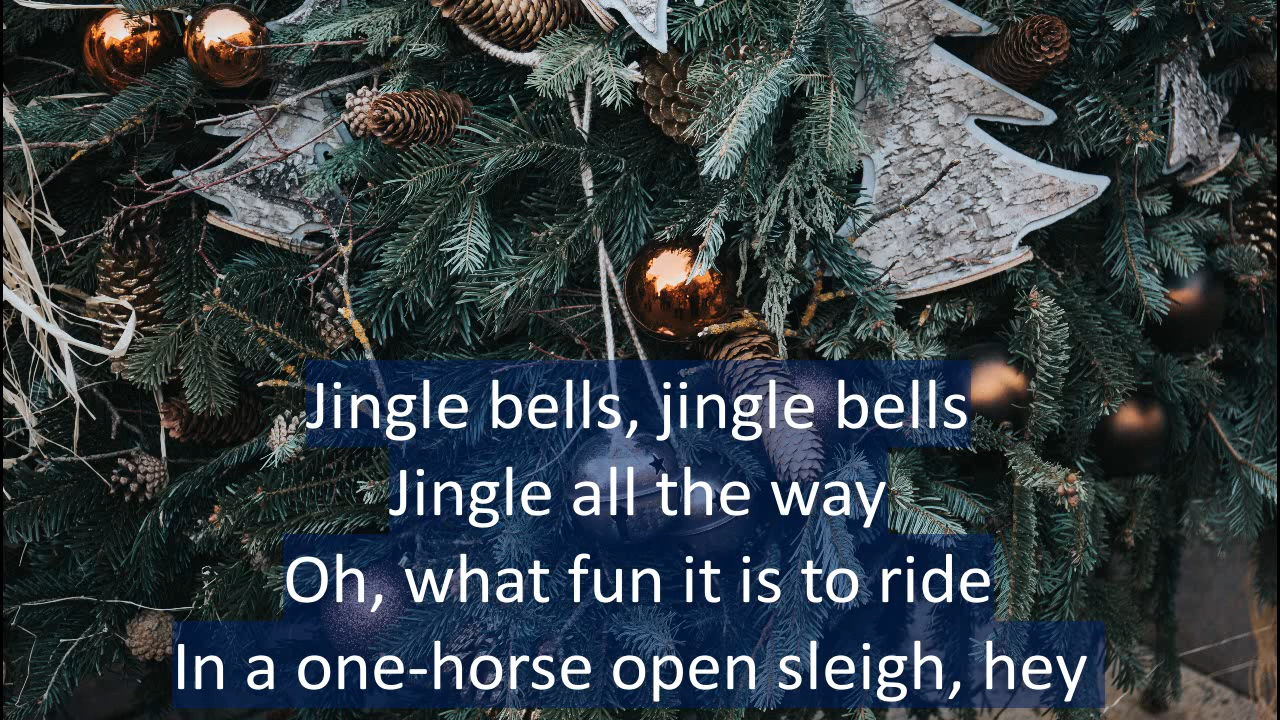 Jingle bells, jingle bells
Jingle all the way
Oh, what fun it is to ride
In a one-horse open sleigh, hey